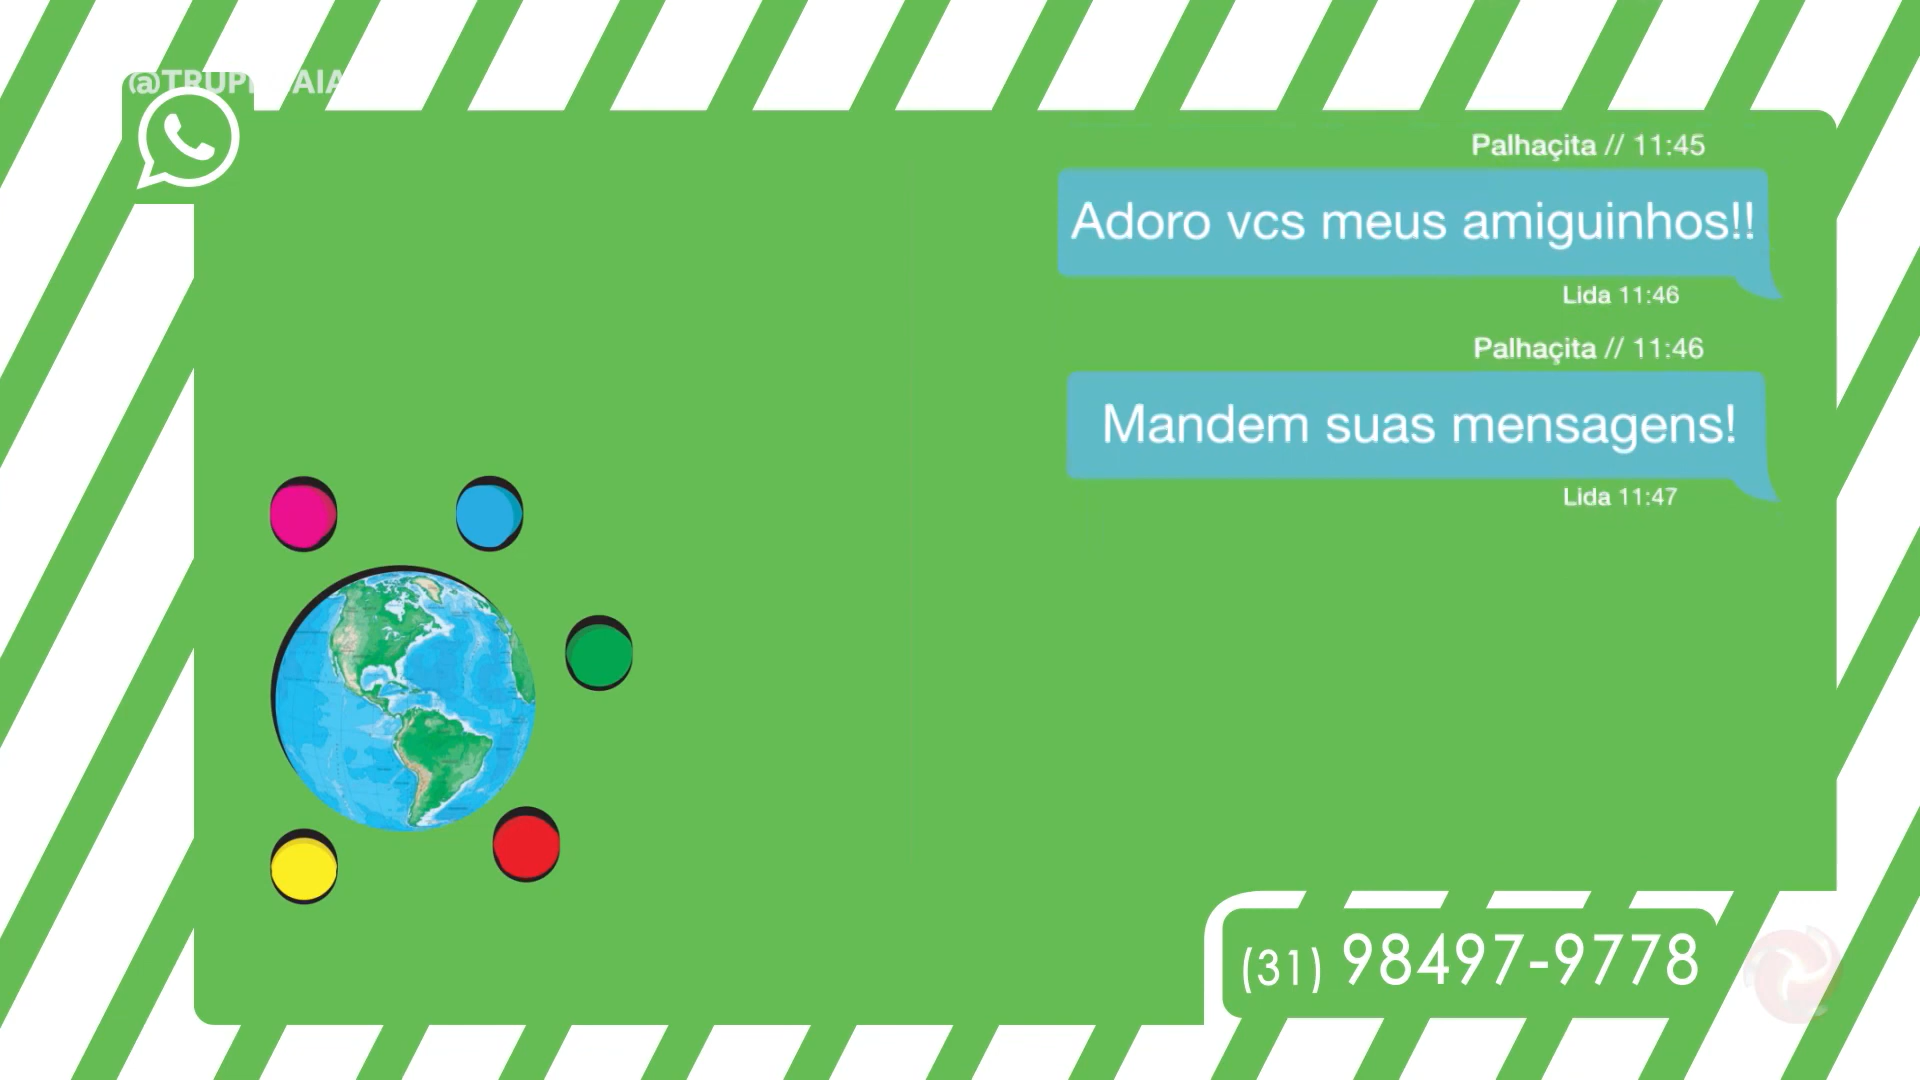 Palhaçita // 11:45
Adoro vcs meus amiguinhos!!
Lida 11:46
Palhaçita // 11:46
Mandem suas mensagens!
Lida 11:47
(31) 98497-9778